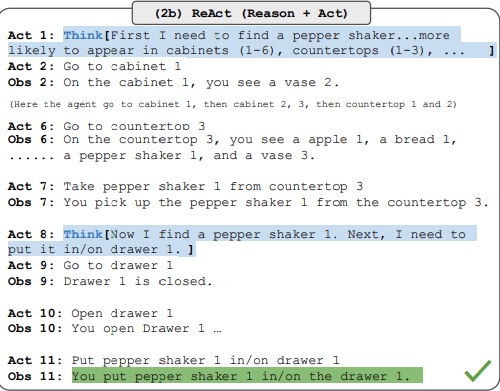 (2b) ReAct (Reason + Act)
Act 1: Think[First I need to find a pepper shaker...more
likely to appear in cabinets (1-6), countertops (1-3), ... ]
Act 2: Go to cabinet 1
Obs 2: On the cabinet 1, you see a vase 2.
(Here the agent go to cabinet 1, then cabinet 2, 3, then countertop 1 and 2)
Act 6: Go to countertop 3
Obs 6: On the countertop 3, you see a apple 1, a bread 1,
...... a pepper shaker 1, and a vase 3.
Act 7: Take pepper shaker 1 from countertop 3
Obs 7: You pick up the pepper shaker 1 from the countertop 3.
Act 8: Think[Now I find a pepper shaker 1. Next, I need to
put it in/on drawer 1. ]
Act 9: Go to drawer 1
Obs 9: Drawer 1 is closed.
Act 10: Open drawer 1
Obs 10: You open Drawer 1 …
Act 11: Put pepper shaker 1 in/on drawer 1
Obs 11: You put pepper shaker 1 in/on the drawer 1.